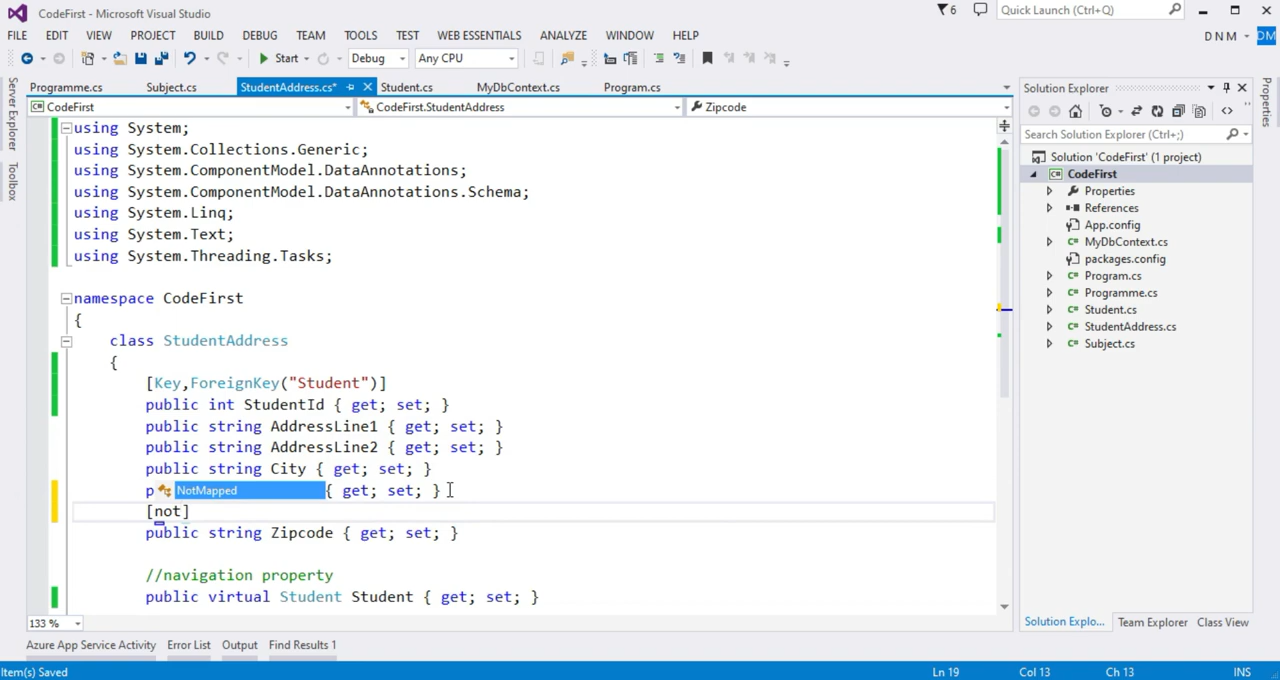 CodeFirst - Microsoft Visual Studio
6
Quick Launch (Ctrl+Q)
FILE EDIT VIEW PROJECT BUILD DEBUG TEAM TOOLS TEST WEB ESSENTIALS ANALYZE WINDOW HELP
D N M DM
Start Debug Any CPU
Programme.cs Subject.cs StudentAddress.cs* Student.cs MyDbContext.cs Program.cs
CodeFirst CodeFirst.StudentAddress Zipcode
Server Explorer
Toolbox
using System;
using System.Collections.Generic;
using System.ComponentModel.DataAnnotations;
using System.ComponentModel.DataAnnotations.Schema;
using System.Linq;
using System.Text;
using System.Threading.Tasks;
namespace CodeFirst
{
class StudentAddress
{
[Key,ForeignKey("Student")]
public int StudentId { get; set; }
public string AddressLine1 { get; set; }
public string AddressLine2 { get; set; }
public string City { get; set; }
p NotMapped { get; set; }
[not]
public string Zipcode { get; set; }
//navigation property
public virtual Student Student { get; set; }
133 %
Solution Explorer
Search Solution Explorer (Ctrl+;)
Solution 'CodeFirst' (1 project)
CodeFirst
Properties
References
App.config
MyDbContext.cs
packages.config
Program.cs
Programme.cs
Student.cs
StudentAddress.cs
Subject.cs
Solution Explo... Team Explorer Class View
Properties
Azure App Service Activity Error List Output Find Results 1
Item(s) Saved Ln 19 Col 13 Ch 13 INS